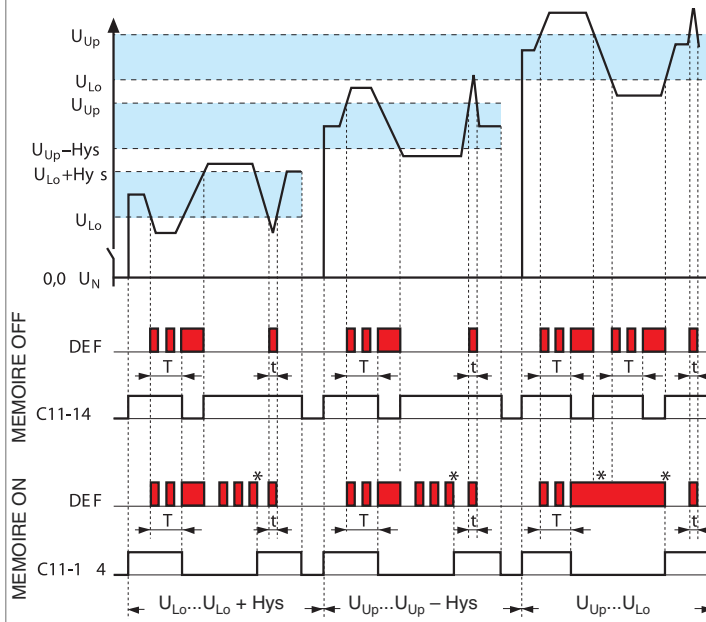 U_Up
U_Lo
U_Up
U_Up–Hys
U_Lo+Hy s
U_Lo
0,0 U_N
MEMOIRE OFF
DEF
T t T t T T t
C11-14
MEMOIRE ON
* * * *
DEF
T t T t T t
C11-1 4
U_Lo...U_Lo + Hys U_Up...U_Up – Hys U_Up...U_Lo